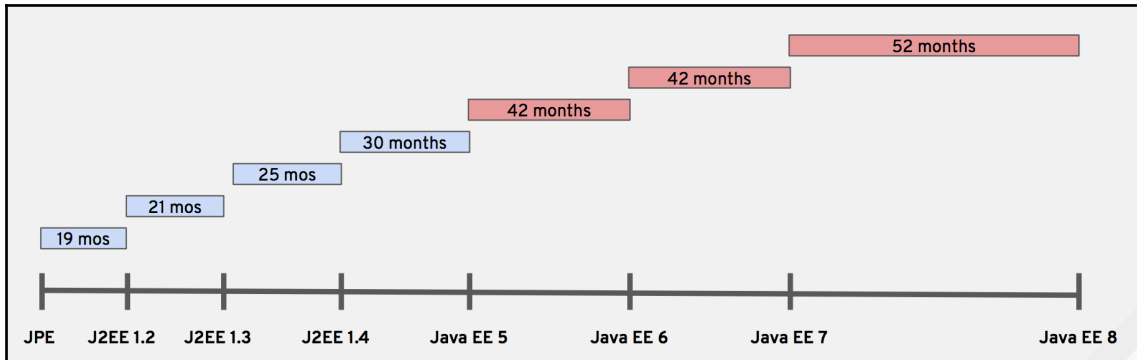 52 months
42 months
42 months
30 months
25 mos
21 mos
19 mos
JPE J2EE 1.2 J2EE 1.3 J2EE 1.4 Java EE 5 Java EE 6 Java EE 7 Java EE 8